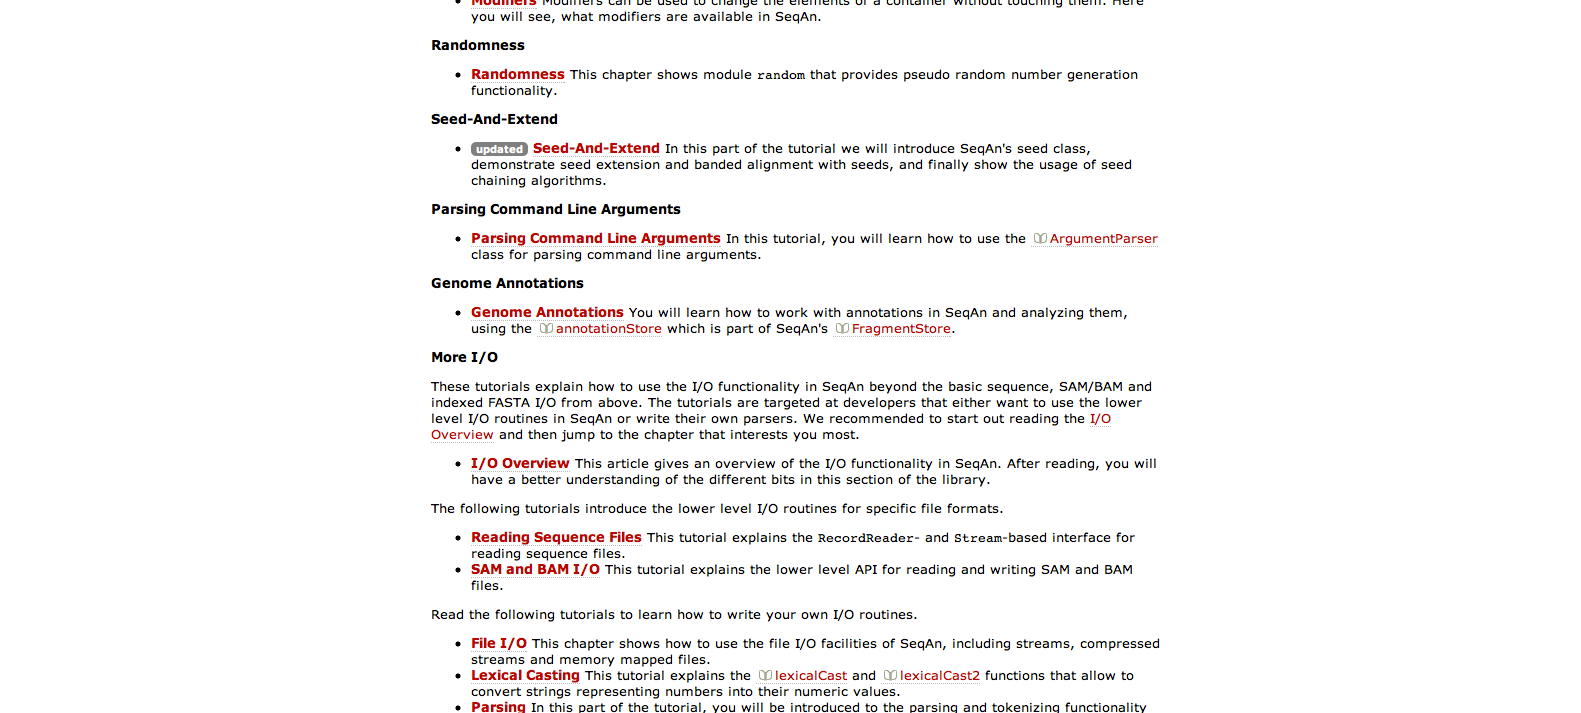 Modifiers Modifiers can be used to change the elements of a container without touching them. Here
you will see, what modifiers are available in SeqAn.
Randomness
Randomness This chapter shows module random that provides pseudo random number generation
functionality.
Seed-And-Extend
updated Seed-And-Extend In this part of the tutorial we will introduce SeqAn's seed class,
demonstrate seed extension and banded alignment with seeds, and finally show the usage of seed
chaining algorithms.
Parsing Command Line Arguments
Parsing Command Line Arguments In this tutorial, you will learn how to use the ArgumentParser
class for parsing command line arguments.
Genome Annotations
Genome Annotations You will learn how to work with annotations in SeqAn and analyzing them,
using the annotationStore which is part of SeqAn's FragmentStore.
More I/O
These tutorials explain how to use the I/O functionality in SeqAn beyond the basic sequence, SAM/BAM and
indexed FASTA I/O from above. The tutorials are targeted at developers that either want to use the lower
level I/O routines in SeqAn or write their own parsers. We recommended to start out reading the I/O
Overview and then jump to the chapter that interests you most.
I/O Overview This article gives an overview of the I/O functionality in SeqAn. After reading, you will
have a better understanding of the different bits in this section of the library.
The following tutorials introduce the lower level I/O routines for specific file formats.
Reading Sequence Files This tutorial explains the RecordReader- and Stream-based interface for
reading sequence files.
SAM and BAM I/O This tutorial explains the lower level API for reading and writing SAM and BAM
files.
Read the following tutorials to learn how to write your own I/O routines.
File I/O This chapter shows how to use the file I/O facilities of SeqAn, including streams, compressed
streams and memory mapped files.
Lexical Casting This tutorial explains the lexicalCast and lexicalCast2 functions that allow to
convert strings representing numbers into their numeric values.
Parsing In this part of the tutorial, you will be introduced to the parsing and tokenizing functionality